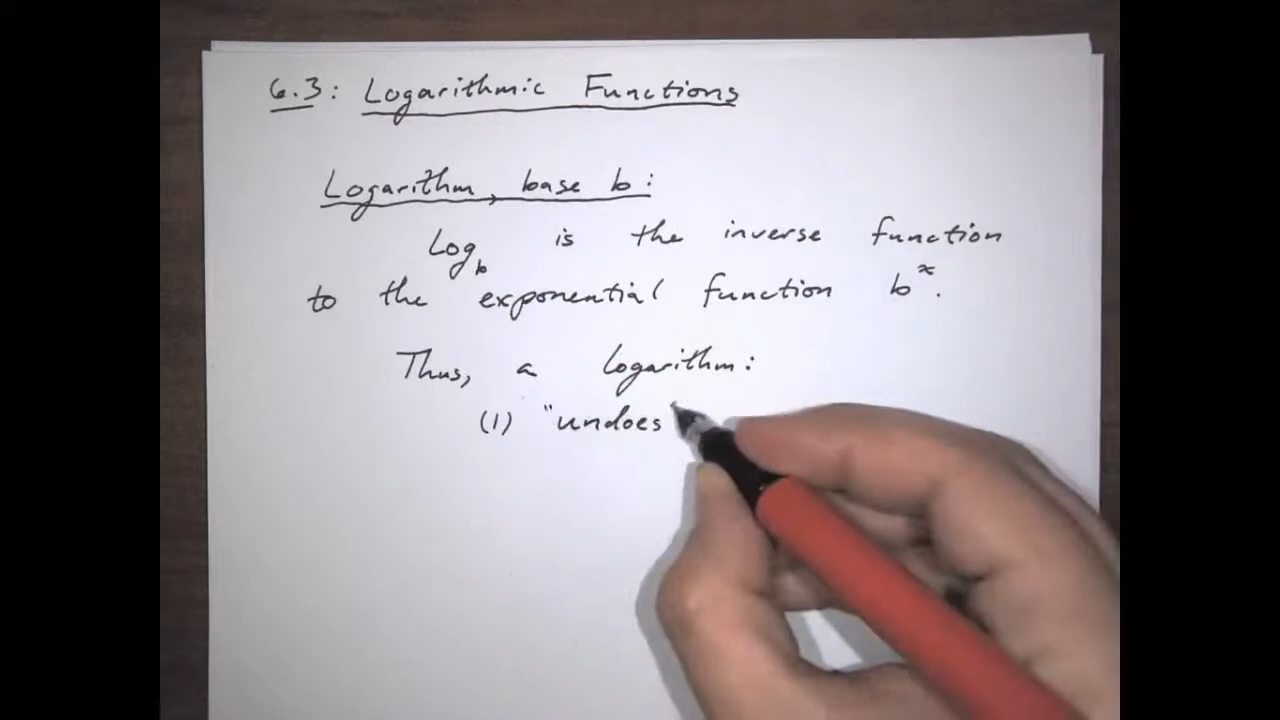 6.3: Logarithmic Functions
Logarithm, base b:
Log_b is the inverse function
to the exponential function b^x.
Thus, a logarithm:
(1) "undoes